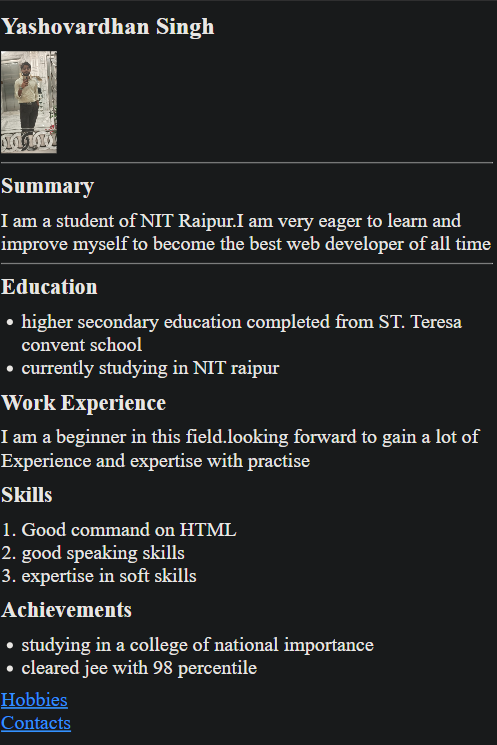 Yashovardhan Singh
Summary
I am a student of NIT Raipur.I am very eager to learn and
improve myself to become the best web developer of all time
Education
• higher secondary education completed from ST. Teresa
convent school
• currently studying in NIT raipur
Work Experience
I am a beginner in this field.looking forward to gain a lot of
Experience and expertise with practise
Skills
1. Good command on HTML
2. good speaking skills
3. expertise in soft skills
Achievements
• studying in a college of national importance
• cleared jee with 98 percentile
Hobbies
Contacts